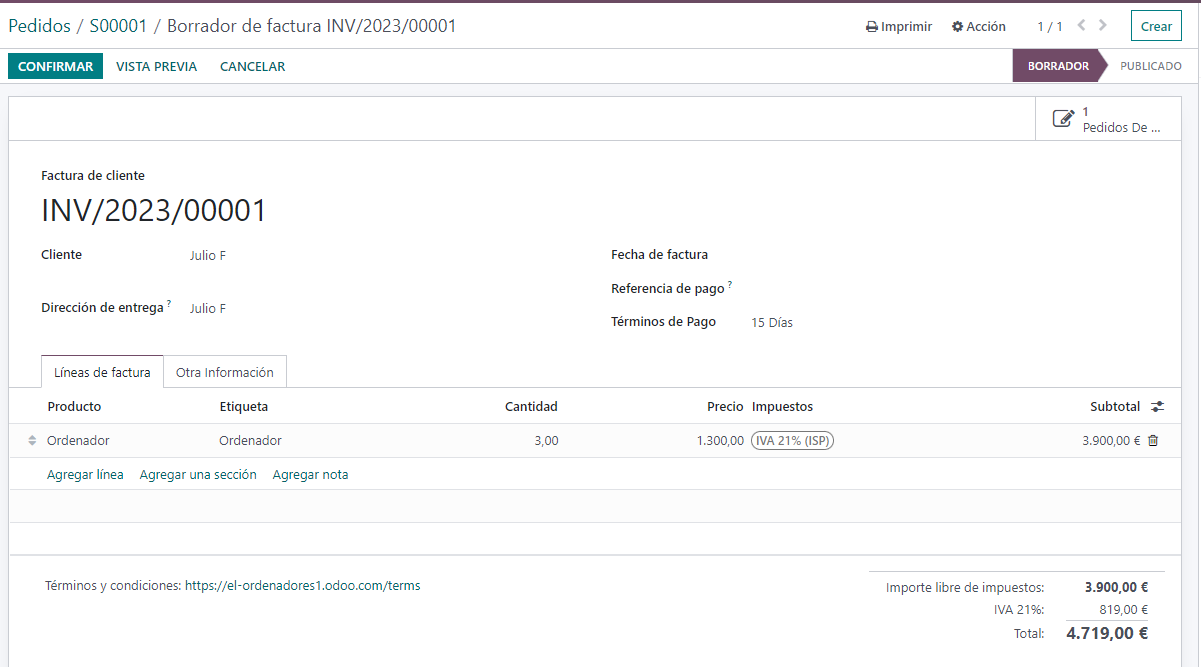 Pedidos / S00001 / Borrador de factura INV/2023/00001
Imprimir Acción 1 / 1 Crear
CONFIRMAR VISTA PREVIA CANCELAR BORRADOR PUBLICADO
1
Pedidos De ...
Factura de cliente
INV/2023/00001
Cliente Julio F Fecha de factura
Referencia de pago ?
Dirección de entrega ? Julio F
Términos de Pago 15 Días
Líneas de factura Otra Información
Producto Etiqueta Cantidad Precio Impuestos Subtotal
Ordenador Ordenador 3,00 1.300,00 IVA 21% (ISP) 3.900,00 €
Agregar línea Agregar una sección Agregar nota
Términos y condiciones: https://el-ordenadores1.odoo.com/terms
Importe libre de impuestos: 3.900,00 €
IVA 21%: 819,00 €
Total: 4.719,00 €